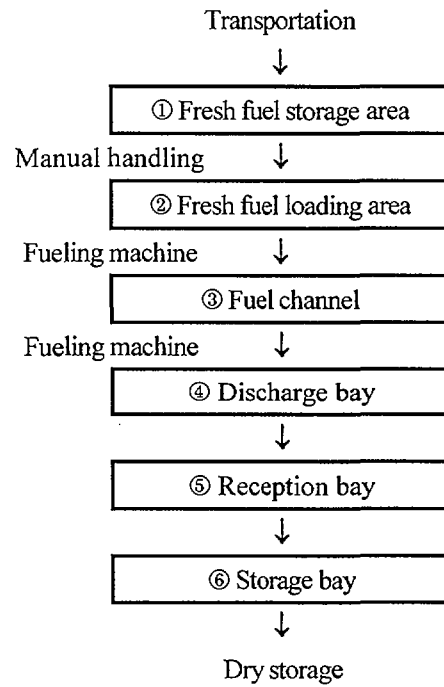 Transportation
↓
① Fresh fuel storage area
Manual handling ↓
② Fresh fuel loading area
Fueling machine ↓
③ Fuel channel
Fueling machine ↓
④ Discharge bay
↓
⑤ Reception bay
↓
⑥ Storage bay
↓
Dry storage